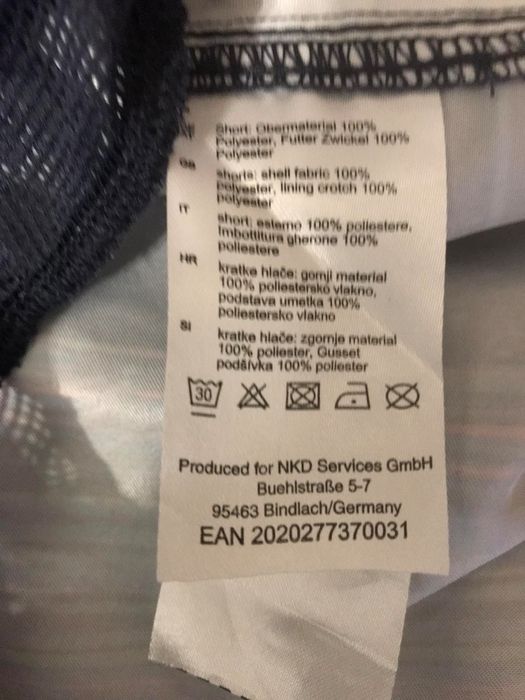 Short: Obermaterial 100%
Polyester, Futter Zwickel 100%
Polyester
GB
shorts: shell fabric 100%
polyester, lining crotch 100%
polyester
IT
short: esterno 100% poliestere,
Imbottitura gherone 100%
poliestere
HR
kratke hlače: gornji material
100% poliestersko vlakno,
podstava umetka 100%
poliestersko vlakno
SI
kratke hlače: zgornje material
100% poliester, Gusset
podšivka 100% poliester
30
Produced for NKD Services GmbH
Buehlstraße 5-7
95463 Bindlach/Germany
EAN 2020277370031